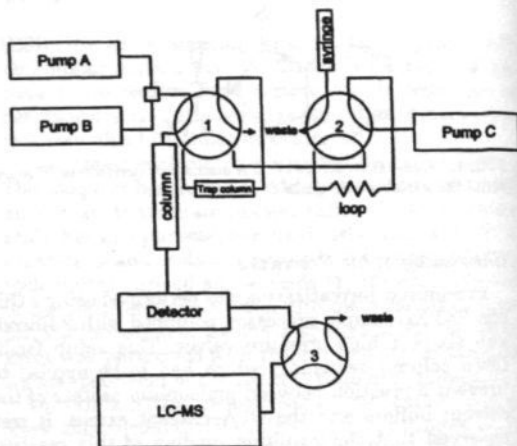 syringe
Pump A
Pump B
1
waste
2
Pump C
column
Trap column
loop
Detector
waste
3
LC-MS